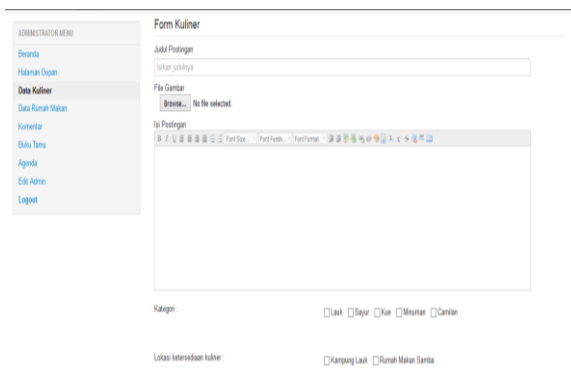 ADMINISTRATOR MENU
Beranda
Halaman Depan
Data Kuliner
Data Rumah Makan
Komentar
Buku Tamu
Agenda
Edit Admin
Logout
Form Kuliner
Judul Postingan
Isikan judulnya
File Gambar
Browse... No file selected.
Isi Postingan
B I U Font Size... Font Family. Font Format
Kategori : Lauk Sayur Kue Minuman Camilan
Lokasi ketersediaan kuliner : Kampung Lauk Rumah Makan Samba